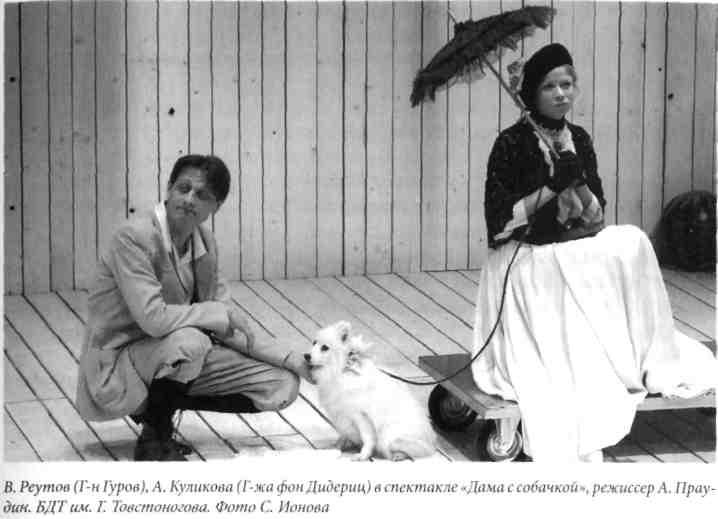 В. Реутов (Г-н Гуров), А. Куликова (Г-жа фон Дидериц) в спектакле «Дама с собачкой», режиссер А. Прау-
дин. БДТ им. Г. Товстоногова. Фото С. Ионова